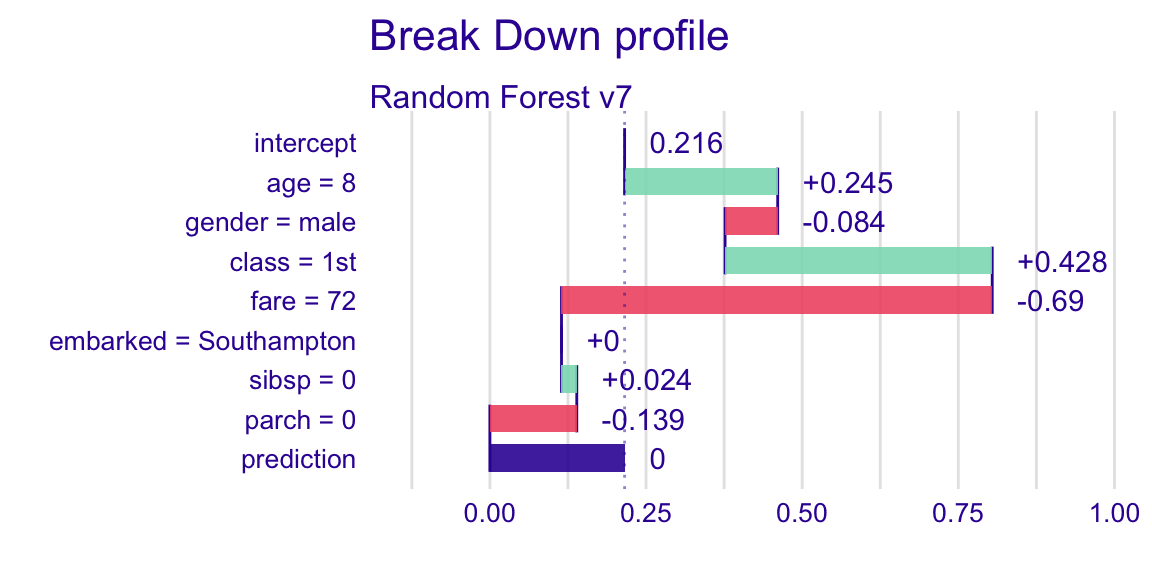 Break Down profile
Random Forest v7
intercept 0.216
age = 8 +0.245
gender = male -0.084
class = 1st +0.428
fare = 72 -0.69
embarked = Southampton +0
sibsp = 0 +0.024
parch = 0 -0.139
prediction 0
0.00 0.25 0.50 0.75 1.00